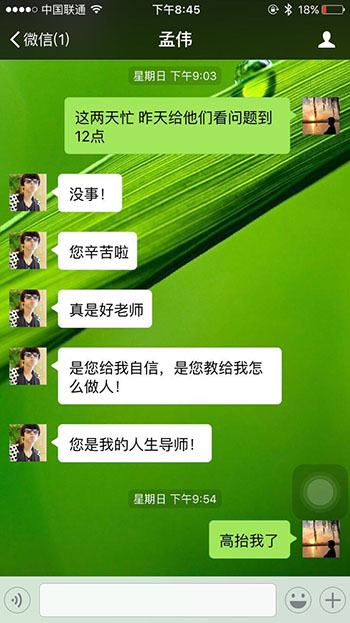 中国联通 下午8:45 18%
微信(1) 孟伟
星期日 下午9:03
这两天忙 昨天给他们看问题到
12点
没事！
您辛苦啦
真是好老师
是您给我自信，是您教给我怎
么做人！
您是我的人生导师！
星期日 下午9:54
高抬我了